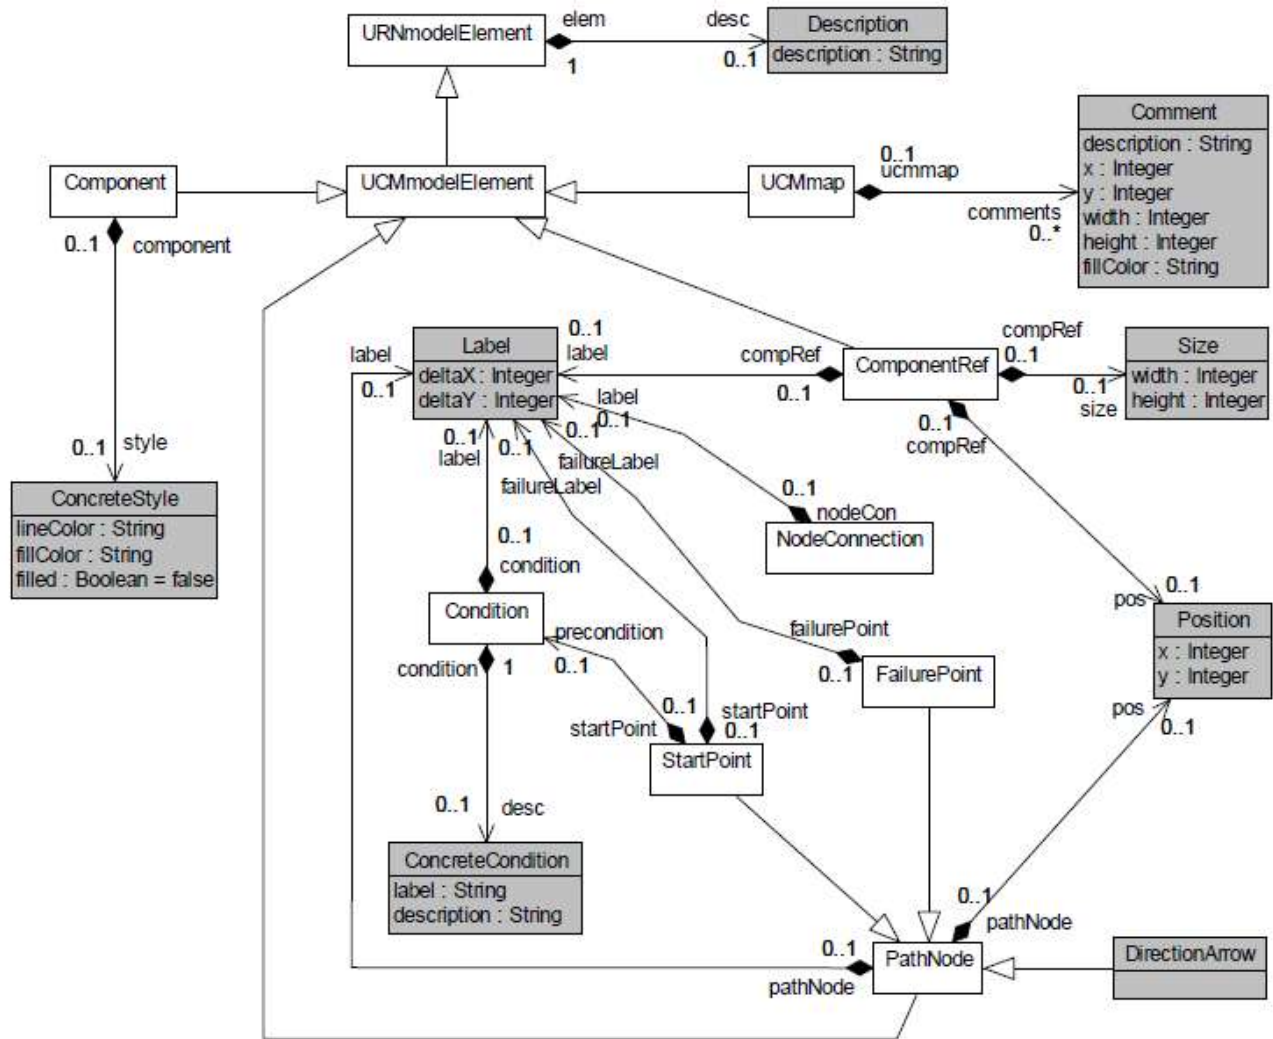 URNmodelElement
elem
1
desc
0..1
Description
description : String
Component
UCMmodelElement
UCMmap
0..1
ucmmap
comments
0..*
Comment
description : String
x : Integer
y : Integer
width : Integer
height : Integer
fillColor : String
0..1
component
0..1
style
ConcreteStyle
lineColor : String
fillColor : String
filled : Boolean = false
label
0..1
Label
deltaX : Integer
deltaY : Integer
0..1
label
compRef
0..1
ComponentRef
compRef
0..1
0..1
size
Size
width : Integer
height : Integer
label
0..1
0..1
compRef
0..1
label
0..1
failureLabel
0..1
failureLabel
0..1
nodeCon
NodeConnection
0..1
condition
Condition
precondition
0..1
condition
1
failurePoint
0..1
FailurePoint
0..1
pos
Position
x : Integer
y : Integer
pos
0..1
0..1
startPoint
startPoint
0..1
StartPoint
0..1
desc
ConcreteCondition
label : String
description : String
0..1
pathNode
0..1
pathNode
PathNode
DirectionArrow